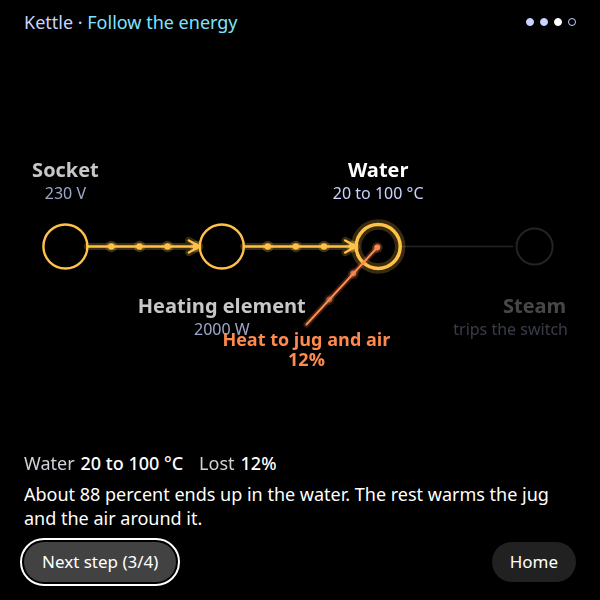 Kettle · Follow the energy
Socket
230 V
Water
20 to 100 °C
Heating element
2000 W
Steam
trips the switch
Heat to jug and air
12%
Water 20 to 100 °C Lost 12%
About 88 percent ends up in the water. The rest warms the jug
and the air around it.
Next step (3/4)
Home